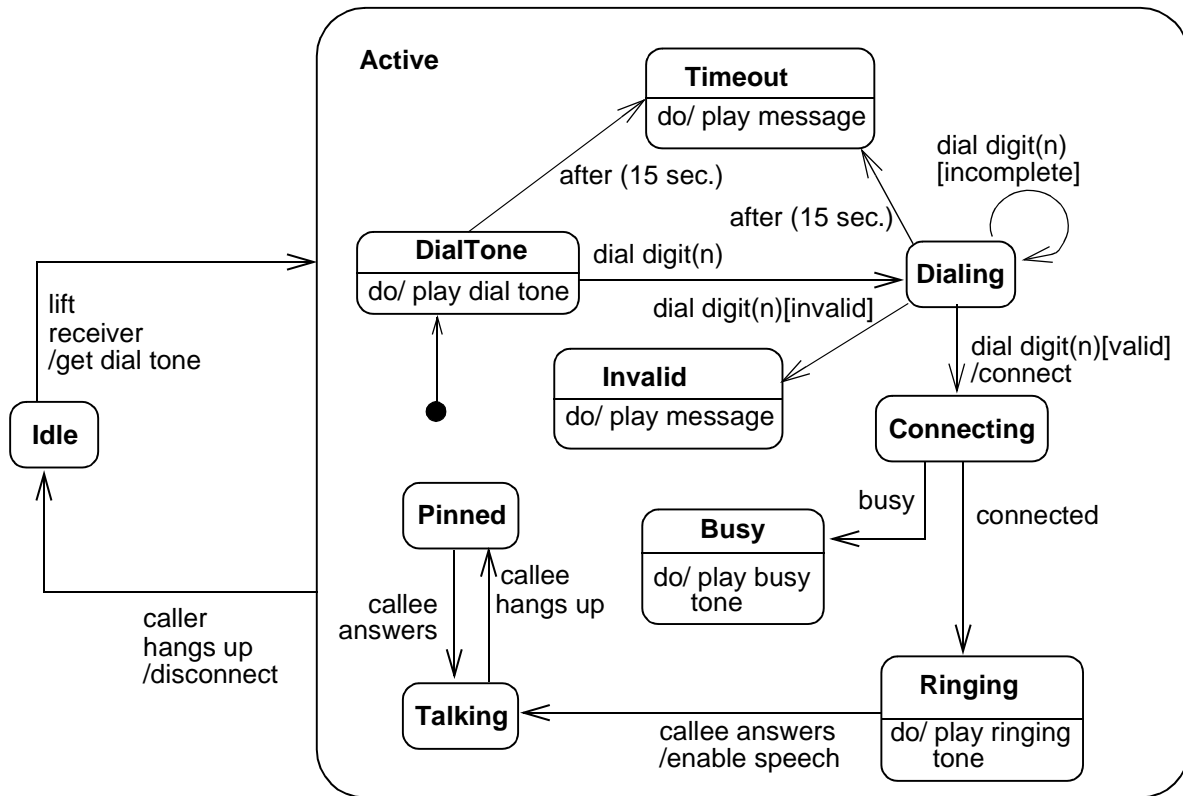 Active
Timeout
do/ play message
dial digit(n)
[incomplete]
after (15 sec.)
after (15 sec.)
DialTone
do/ play dial tone
dial digit(n)
Dialing
lift
receiver
/get dial tone
dial digit(n)[invalid]
dial digit(n)[valid]
/connect
Invalid
do/ play message
Idle
Connecting
Pinned
busy
connected
Busy
do/ play busy
tone
callee
hangs up
callee
answers
caller
hangs up
/disconnect
Talking
Ringing
do/ play ringing
tone
callee answers
/enable speech